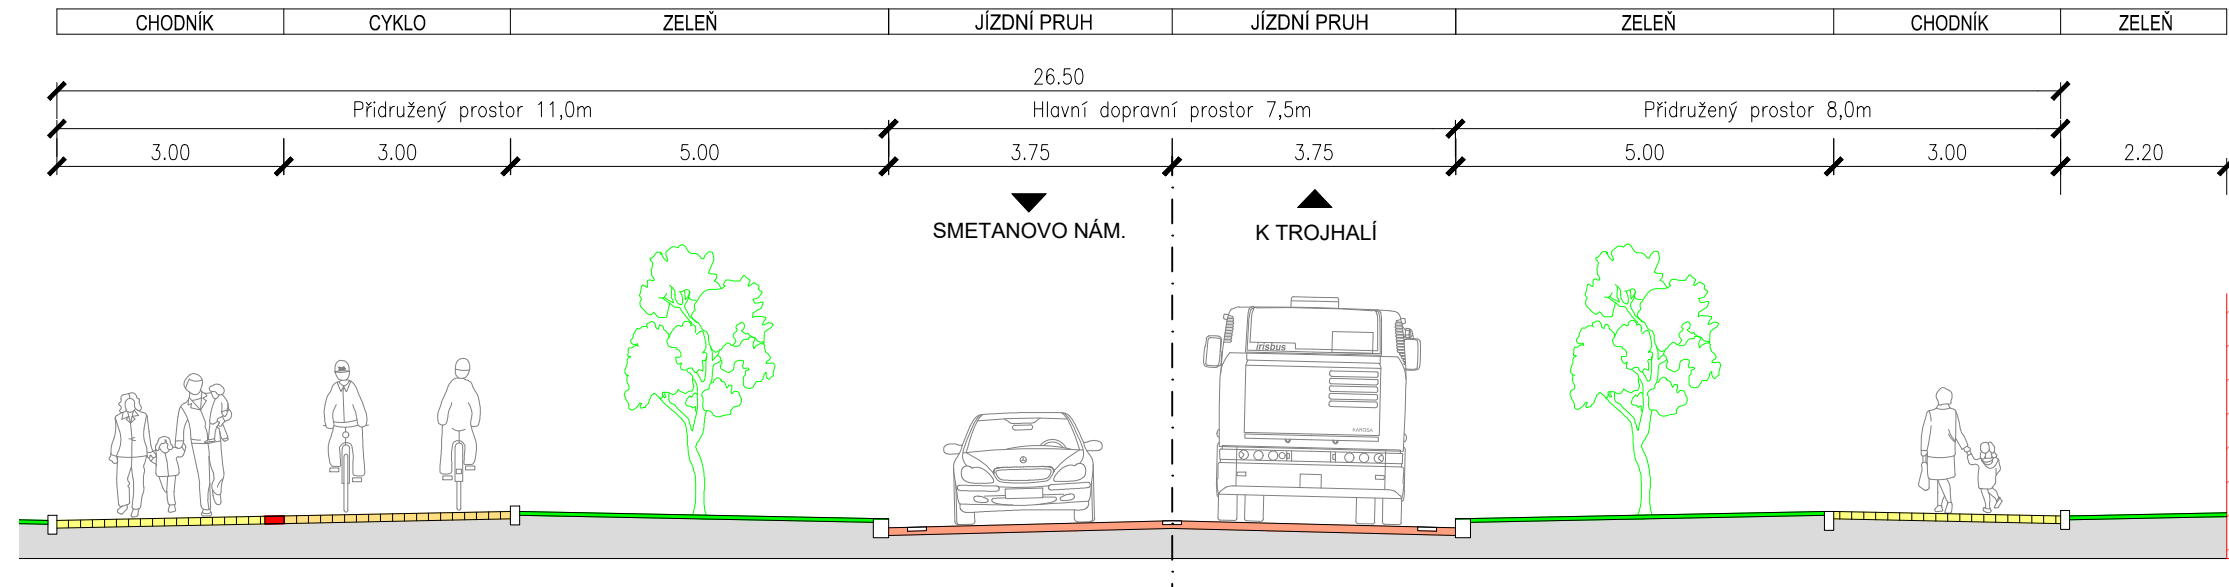 CHODNÍK CYKLO ZELEŇ JÍZDNÍ PRUH JÍZDNÍ PRUH ZELEŇ CHODNÍK ZELEŇ
26.50
Přidružený prostor 11,0m Hlavní dopravní prostor 7,5m Přidružený prostor 8,0m
3.00 3.00 5.00 3.75 3.75 5.00 3.00 2.20
SMETANOVO NÁM. K TROJHALÍ
irisbus
KAROSA